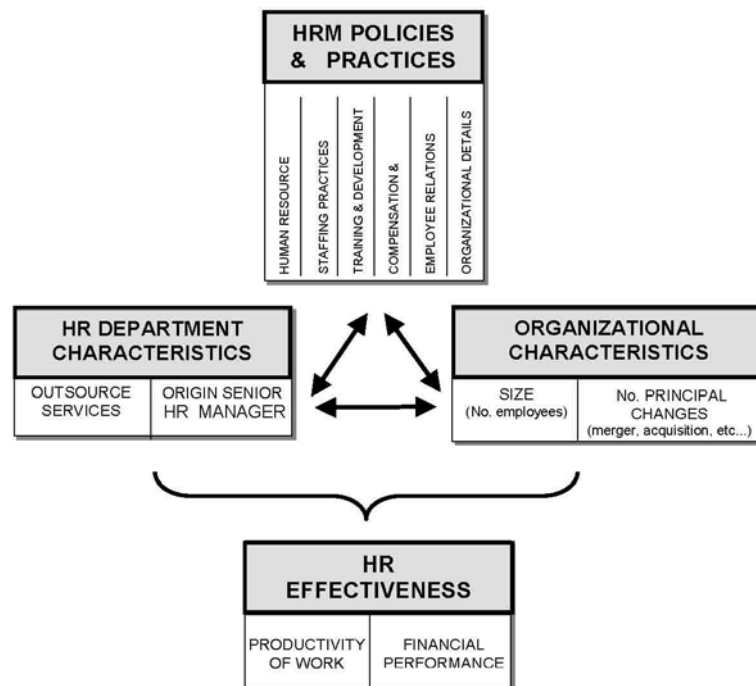 HRM POLICIES
& PRACTICES
HUMAN RESOURCE
STAFFING PRACTICES
TRAINING & DEVELOPMENT
COMPENSATION &
EMPLOYEE RELATIONS
ORGANIZATIONAL DETAILS
HR DEPARTMENT
CHARACTERISTICS
OUTSOURCE
SERVICES
ORIGIN SENIOR
HR MANAGER
ORGANIZATIONAL
CHARACTERISTICS
SIZE
(No. employees)
No. PRINCIPAL
CHANGES
(merger, acquisition, etc...)
HR
EFFECTIVENESS
PRODUCTIVITY
OF WORK
FINANCIAL
PERFORMANCE